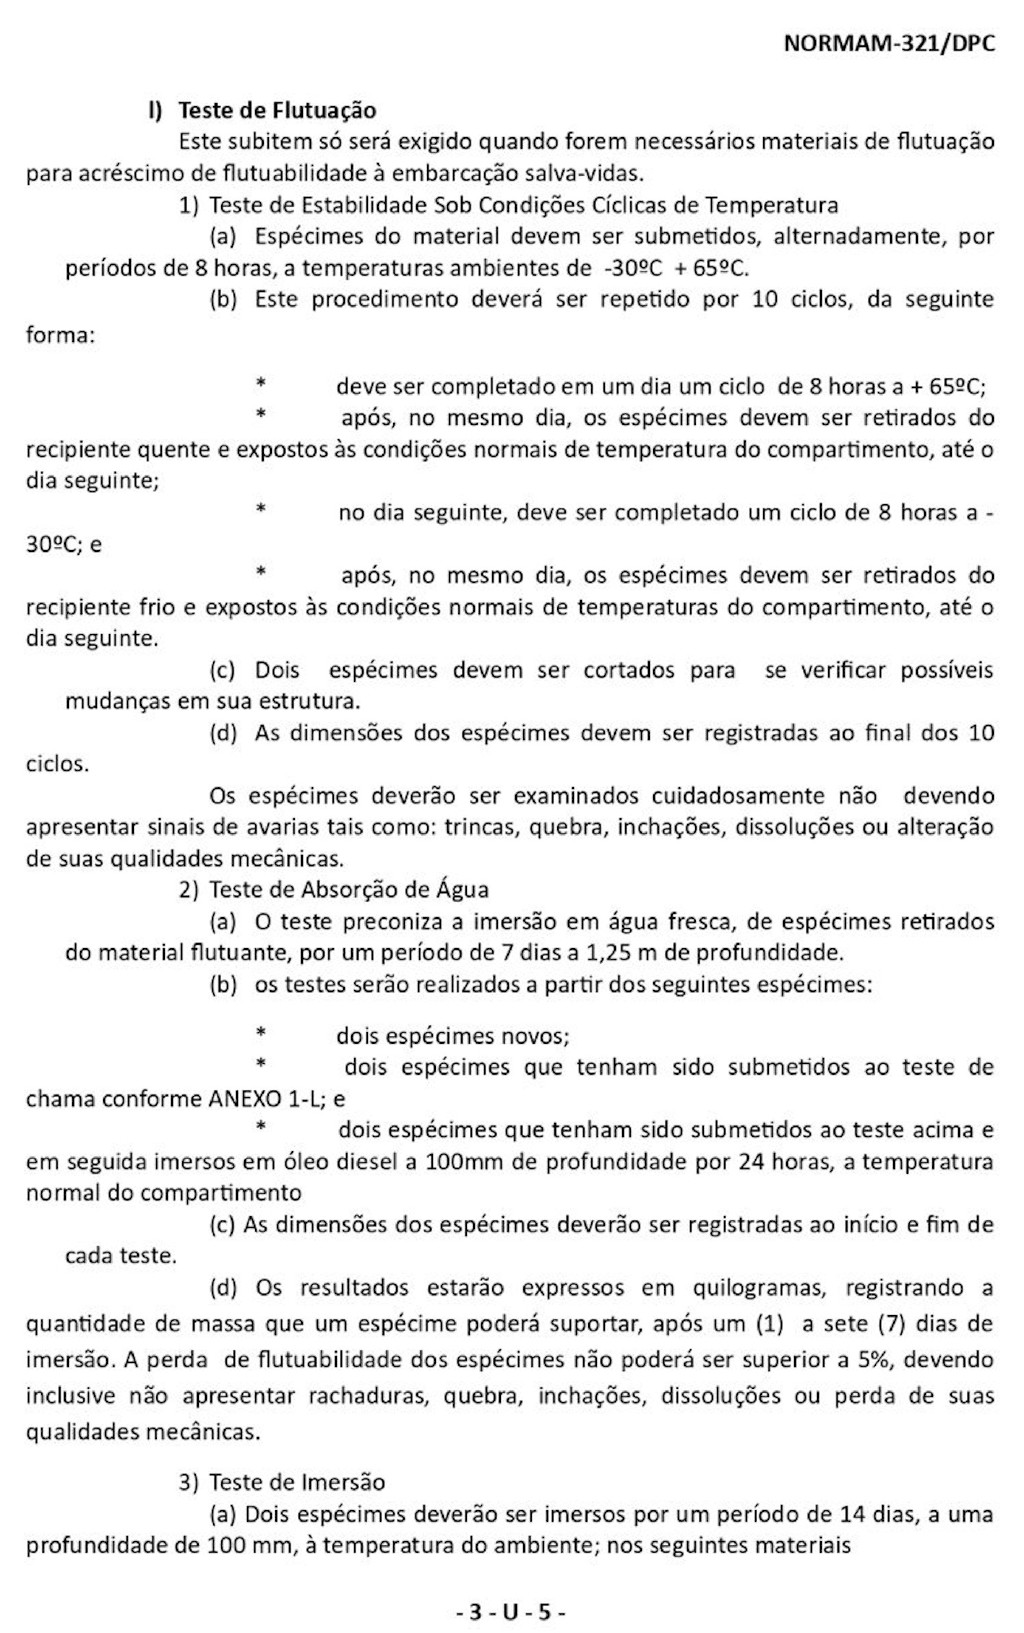 NORMAM-321/DPC
l) Teste de Flutuação
Este subitem só será exigido quando forem necessários materiais de flutuação
para acréscimo de flutuabilidade à embarcação salva-vidas.
1) Teste de Estabilidade Sob Condições Cíclicas de Temperatura
(a) Espécimes do material devem ser submetidos, alternadamente, por
períodos de 8 horas, a temperaturas ambientes de -30ºC + 65ºC.
(b) Este procedimento deverá ser repetido por 10 ciclos, da seguinte
forma:
* deve ser completado em um dia um ciclo de 8 horas a + 65ºC;
* após, no mesmo dia, os espécimes devem ser retirados do
recipiente quente e expostos às condições normais de temperatura do compartimento, até o
dia seguinte;
* no dia seguinte, deve ser completado um ciclo de 8 horas a -
30ºC; e
* após, no mesmo dia, os espécimes devem ser retirados do
recipiente frio e expostos às condições normais de temperaturas do compartimento, até o
dia seguinte.
(c) Dois espécimes devem ser cortados para se verificar possíveis
mudanças em sua estrutura.
(d) As dimensões dos espécimes devem ser registradas ao final dos 10
ciclos.
Os espécimes deverão ser examinados cuidadosamente não devendo
apresentar sinais de avarias tais como: trincas, quebra, inchações, dissoluções ou alteração
de suas qualidades mecânicas.
2) Teste de Absorção de Água
(a) O teste preconiza a imersão em água fresca, de espécimes retirados
do material flutuante, por um período de 7 dias a 1,25 m de profundidade.
(b) os testes serão realizados a partir dos seguintes espécimes:
* dois espécimes novos;
* dois espécimes que tenham sido submetidos ao teste de
chama conforme ANEXO 1-L; e
* dois espécimes que tenham sido submetidos ao teste acima e
em seguida imersos em óleo diesel a 100mm de profundidade por 24 horas, a temperatura
normal do compartimento
(c) As dimensões dos espécimes deverão ser registradas ao início e fim de
cada teste.
(d) Os resultados estarão expressos em quilogramas, registrando a
quantidade de massa que um espécime poderá suportar, após um (1) a sete (7) dias de
imersão. A perda de flutuabilidade dos espécimes não poderá ser superior a 5%, devendo
inclusive não apresentar rachaduras, quebra, inchações, dissoluções ou perda de suas
qualidades mecânicas.
3) Teste de Imersão
(a) Dois espécimes deverão ser imersos por um período de 14 dias, a uma
profundidade de 100 mm, à temperatura do ambiente; nos seguintes materiais
- 3 - U - 5 -